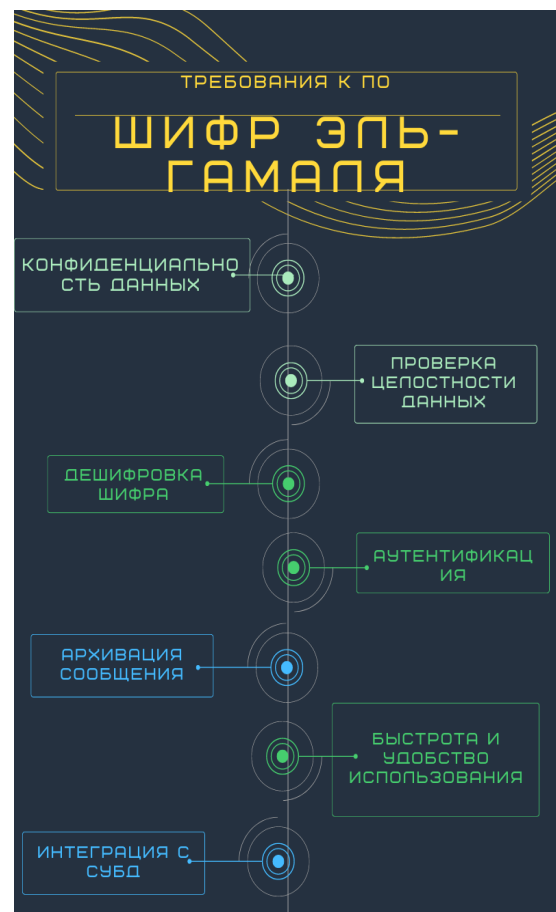 ТРЕБОВАНИЯ К ПО
ШИФР ЭЛЬ-
ГАМАЛЯ
КОНФИДЕНЦИАЛЬНО
СТЬ ДАННЫХ
ПРОВЕРКА
ЦЕЛОСТНОСТИ
ДАННЫХ
ДЕШИФРОВКА
ШИФРА
АУТЕНТИФИКАЦ
ИЯ
АРХИВАЦИЯ
СООБЩЕНИЯ
БЫСТРОТА И
УДОБСТВО
ИСПОЛЬЗОВАНИЯ
ИНТЕГРАЦИЯ С
СУБД